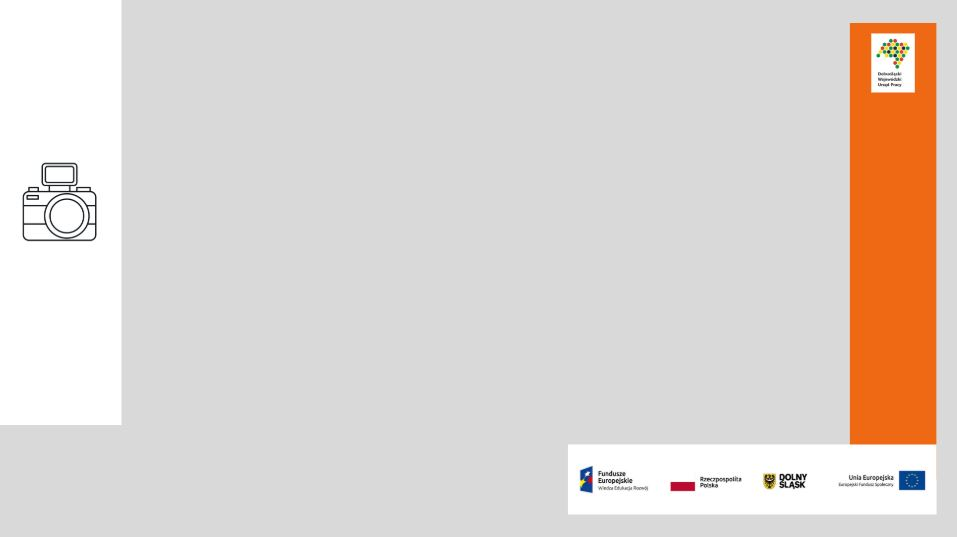 Dolnośląski
Wojewódzki
Urząd Pracy
Fundusze
Europejskie
Wiedza Edukacja Rozwój
Rzeczpospolita
Polska
DOLNY
ŚLĄSK
Unia Europejska
Europejski Fundusz Społeczny